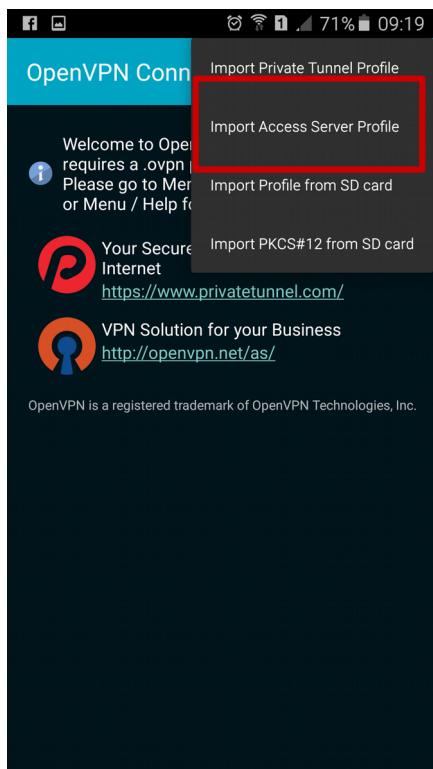 71% 09:19
OpenVPN Conn
Import Private Tunnel Profile
Import Access Server Profile
Import Profile from SD card
Import PKCS#12 from SD card
Welcome to Ope
requires a .ovpn
Please go to Me
or Menu / Help f
Your Secure
Internet
https://www.privatetunnel.com/
VPN Solution for your Business
http://openvpn.net/as/
OpenVPN is a registered trademark of OpenVPN Technologies, Inc.